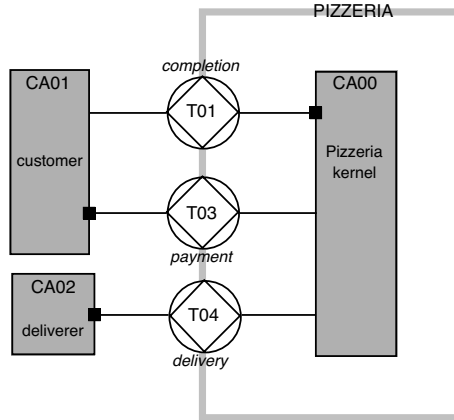 PIZZERIA
completion
CA01
CA00
T01
customer
Pizzeria
kernel
T03
payment
CA02
deliverer
T04
delivery